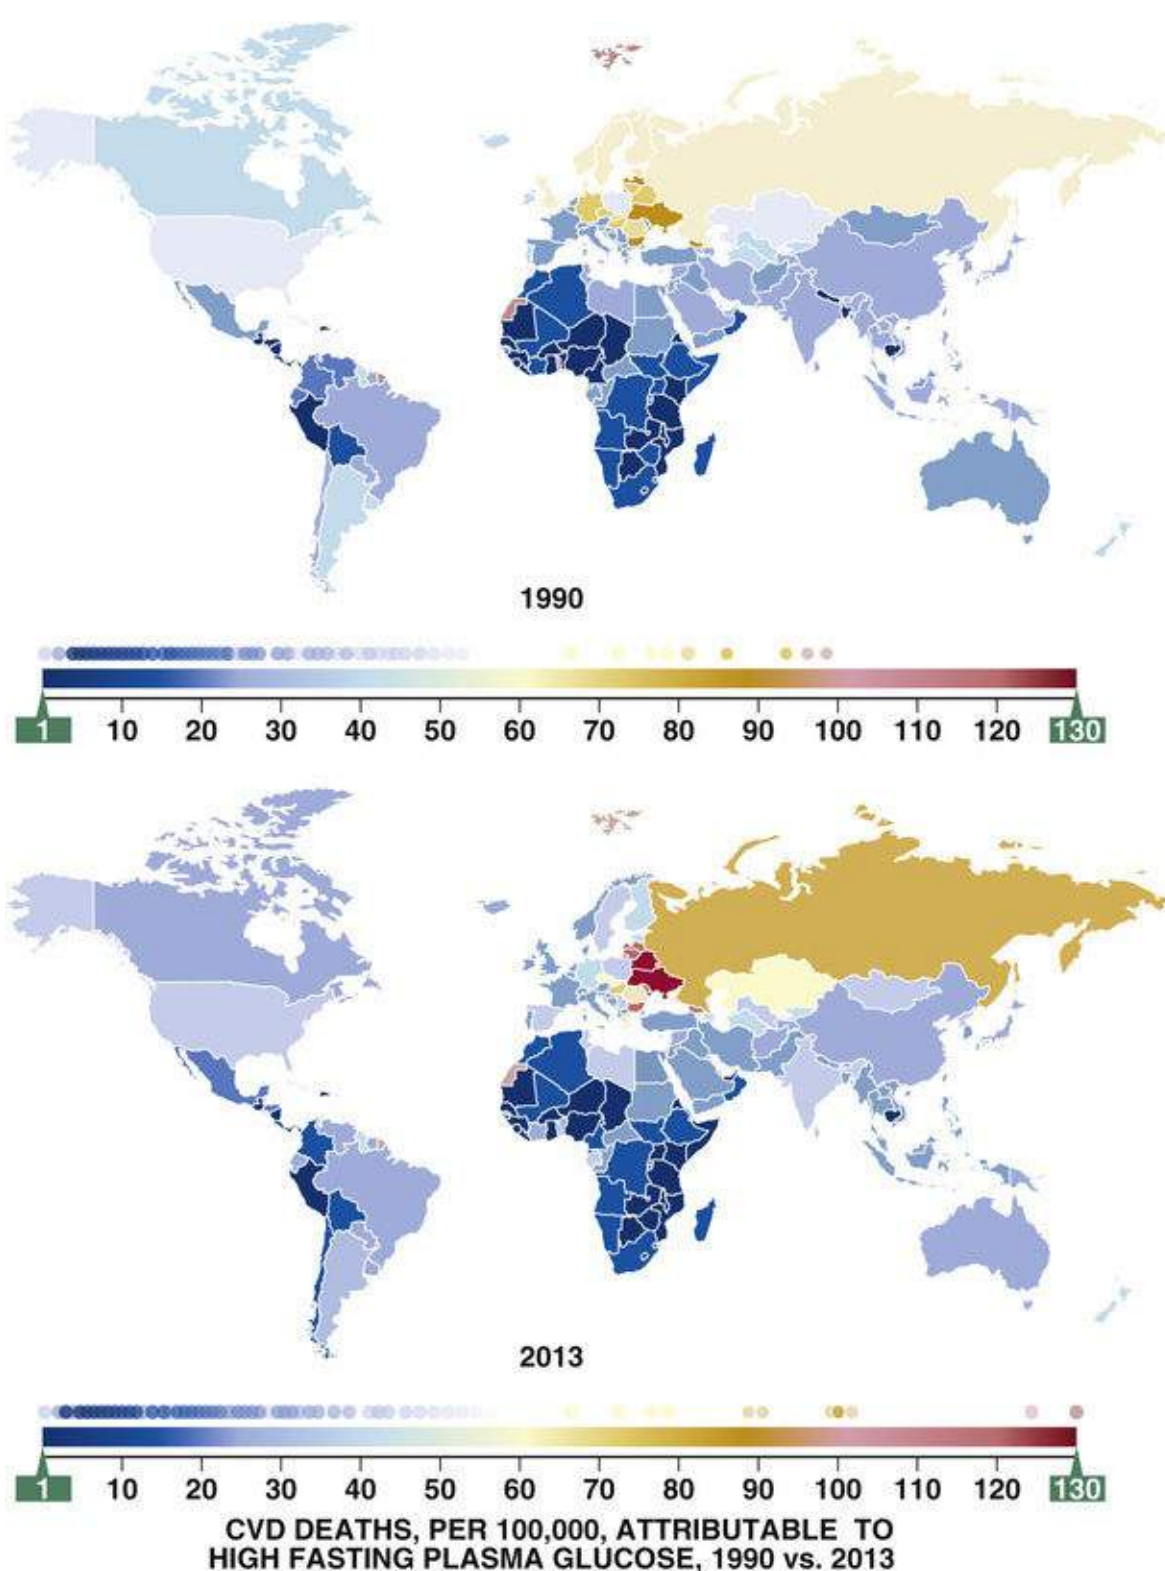 1990
1 10 20 30 40 50 60 70 80 90 100 110 120 130
2013
1 10 20 30 40 50 60 70 80 90 100 110 120 130
CVD DEATHS, PER 100,000, ATTRIBUTABLE TO
HIGH FASTING PLASMA GLUCOSE, 1990 vs. 2013